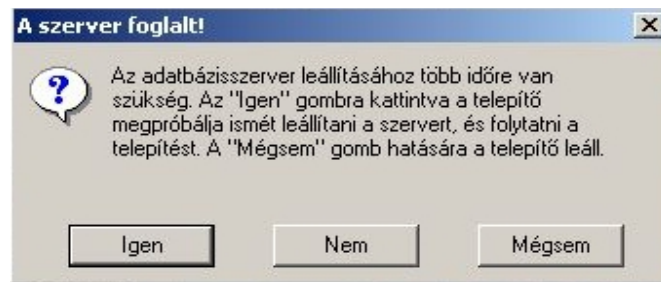 A szerver foglalt!
Az adatbázisszerver leállításához több időre van
szükség. Az "Igen" gombra kattintva a telepítő
megpróbálja ismét leállítani a szervert, és folytatni a
telepítést. A "Mégsem" gomb hatására a telepítő leáll.
Igen Nem Mégsem